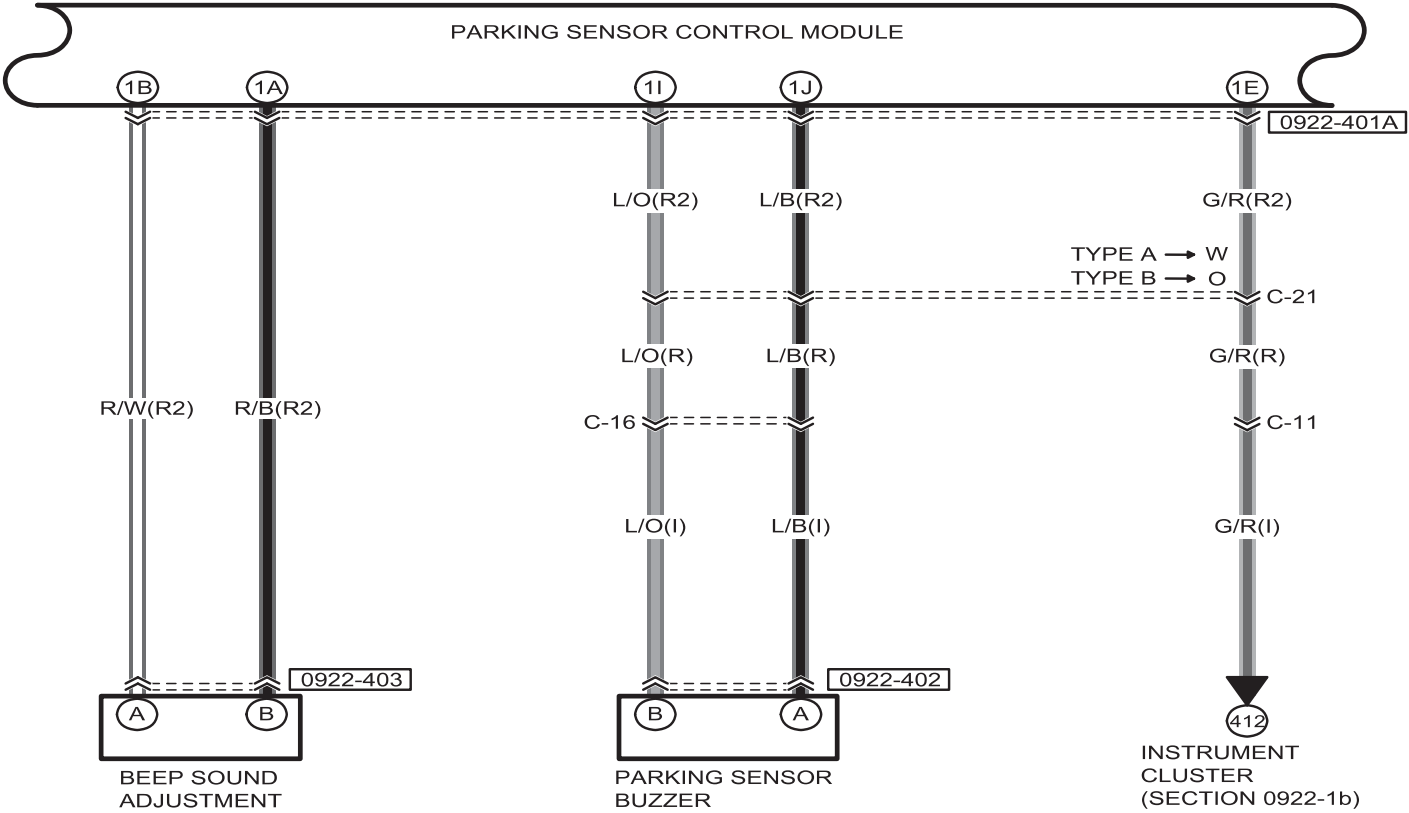 PARKING SENSOR CONTROL MODULE
1B 1A 1I 1J 1E
0922-401A
L/O(R2) L/B(R2) G/R(R2)
TYPE A → W
TYPE B → O
C-21
L/O(R) L/B(R) G/R(R)
R/W(R2) R/B(R2)
C-16 C-11
L/O(I) L/B(I) G/R(I)
0922-403 0922-402
A B B A 412
BEEP SOUND
ADJUSTMENT
PARKING SENSOR
BUZZER
INSTRUMENT
CLUSTER
(SECTION 0922-1b)